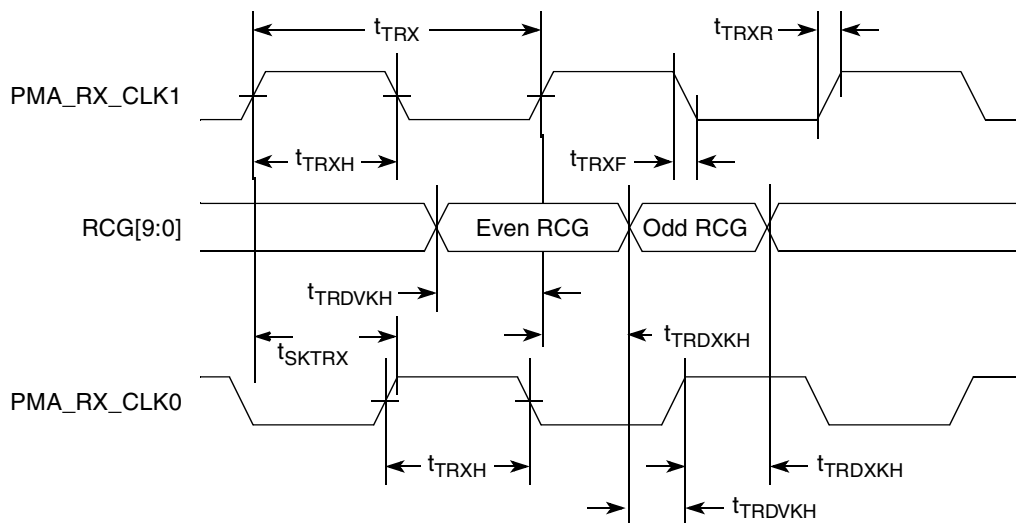 tTRX
tTRXR
PMA_RX_CLK1
tTRXH
tTRXF
RCG[9:0]
Even RCG
Odd RCG
tTRDVKH
tTRDXKH
tSKTRX
PMA_RX_CLK0
tTRXH
tTRDXKH
tTRDVKH